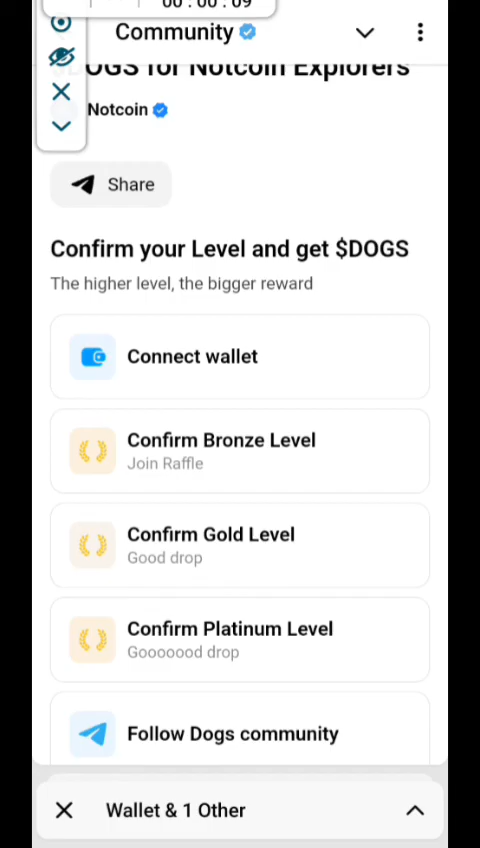 00 : 00 : 09
Community
$DOGS for Notcoin Explorers
Notcoin
Share
Confirm your Level and get $DOGS
The higher level, the bigger reward
Connect wallet
Confirm Bronze Level
Join Raffle
Confirm Gold Level
Good drop
Confirm Platinum Level
Gooooood drop
Follow Dogs community
Wallet & 1 Other